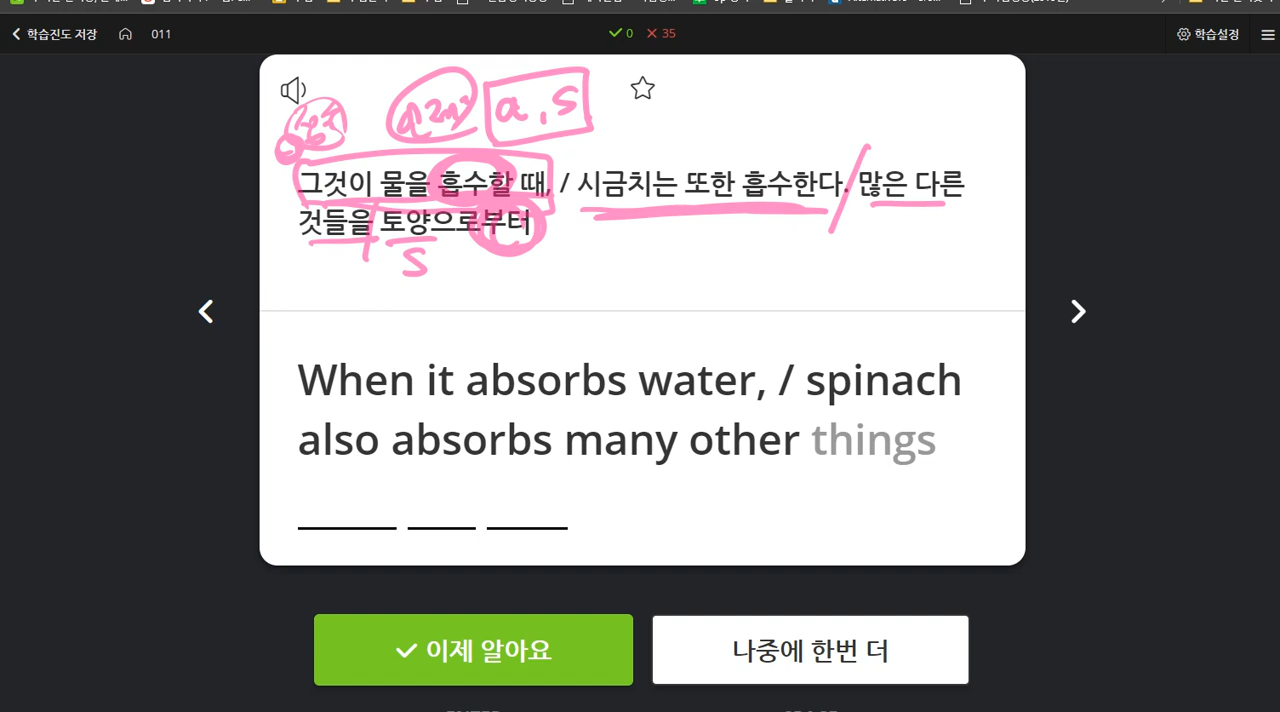 학습진도 저장
011
0
35
학습설정
a, s
그것이 물을 흡수할 때, / 시금치는 또한 흡수한다. 많은 다른
것들을 토양으로부터
s
When it absorbs water, / spinach
also absorbs many other things
이제 알아요
나중에 한번 더